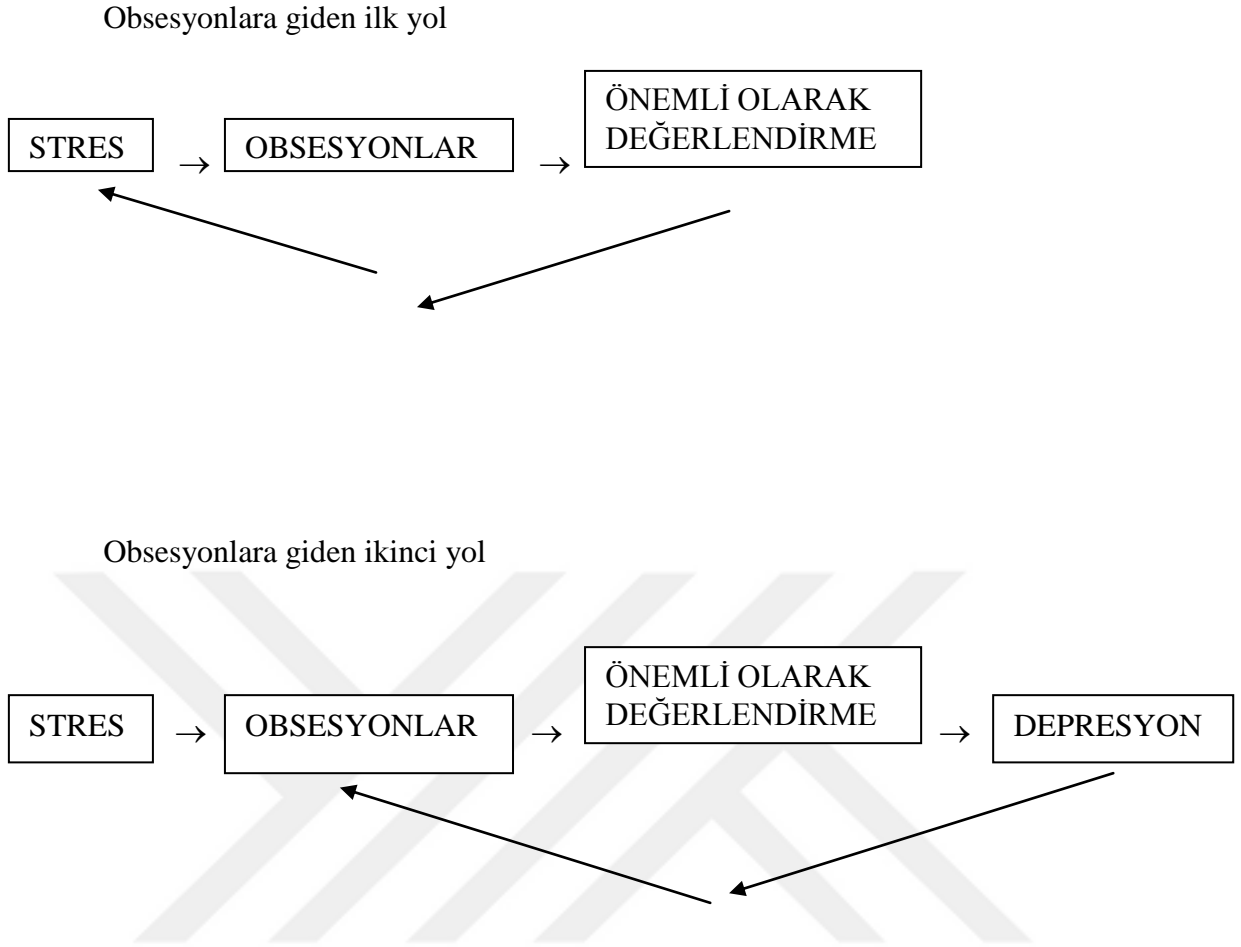 Obsesyonlara giden ilk yol
ÖNEMLİ OLARAK
DEĞERLENDİRME
STRES → OBSESYONLAR →
Obsesyonlara giden ikinci yol
ÖNEMLİ OLARAK
DEĞERLENDİRME
STRES → OBSESYONLAR → → DEPRESYON